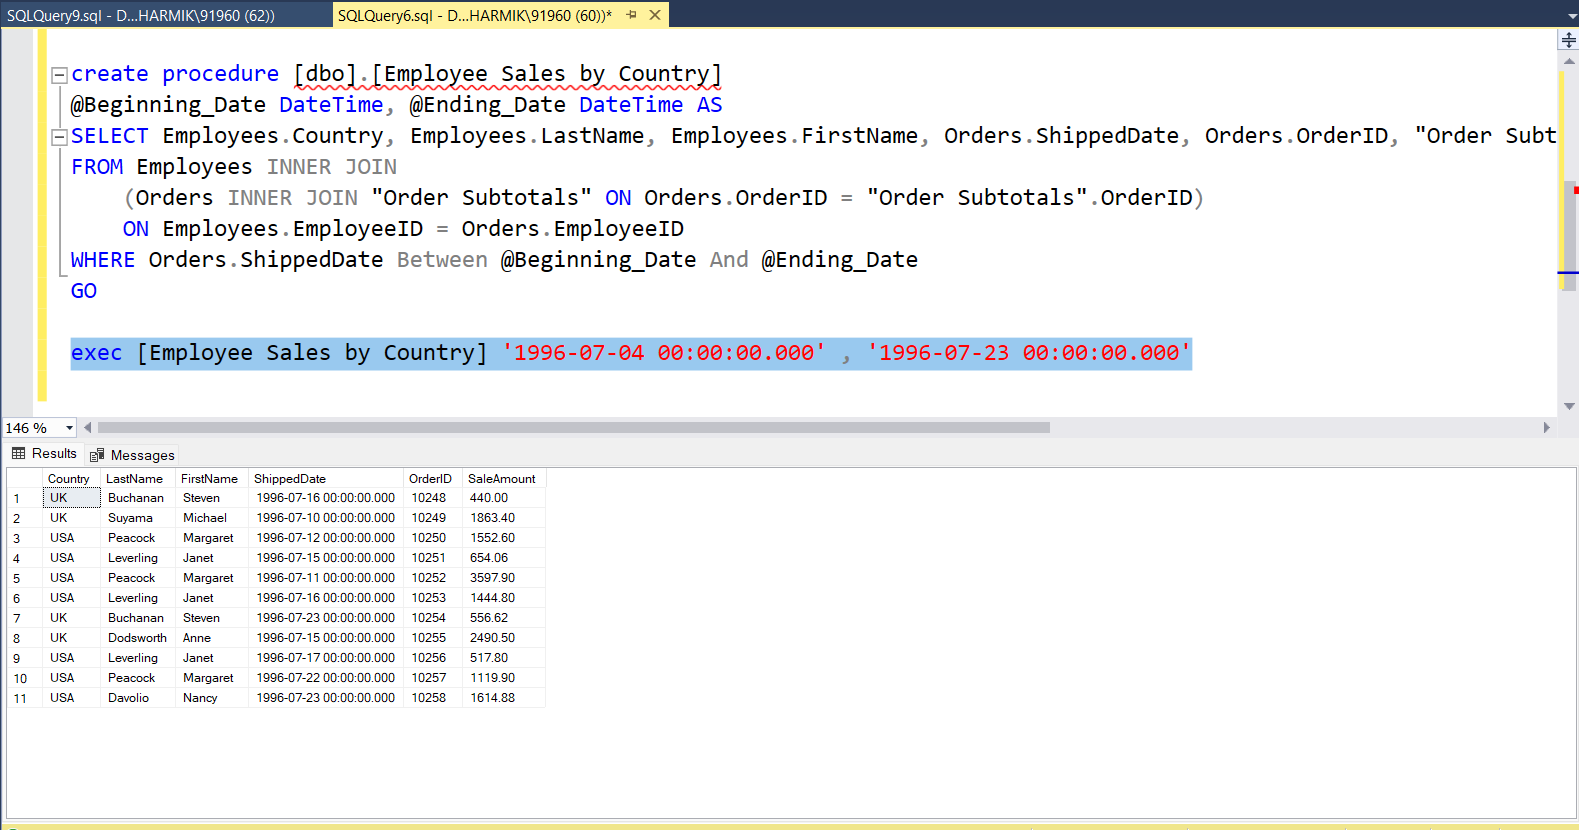 SQLQuery9.sql - D...HARMIK\91960 (62)) SQLQuery6.sql - D...HARMIK\91960 (60))*
create procedure [dbo].[Employee Sales by Country]
@Beginning_Date DateTime, @Ending_Date DateTime AS
SELECT Employees.Country, Employees.LastName, Employees.FirstName, Orders.ShippedDate, Orders.OrderID, "Order Subt
FROM Employees INNER JOIN
(Orders INNER JOIN "Order Subtotals" ON Orders.OrderID = "Order Subtotals".OrderID)
ON Employees.EmployeeID = Orders.EmployeeID
WHERE Orders.ShippedDate Between @Beginning_Date And @Ending_Date
GO
exec [Employee Sales by Country] '1996-07-04 00:00:00.000' , '1996-07-23 00:00:00.000'
146 %
Results Messages
Country LastName FirstName ShippedDate OrderID SaleAmount
1 UK Buchanan Steven 1996-07-16 00:00:00.000 10248 440.00
2 UK Suyama Michael 1996-07-10 00:00:00.000 10249 1863.40
3 USA Peacock Margaret 1996-07-12 00:00:00.000 10250 1552.60
4 USA Leverling Janet 1996-07-15 00:00:00.000 10251 654.06
5 USA Peacock Margaret 1996-07-11 00:00:00.000 10252 3597.90
6 USA Leverling Janet 1996-07-16 00:00:00.000 10253 1444.80
7 UK Buchanan Steven 1996-07-23 00:00:00.000 10254 556.62
8 UK Dodsworth Anne 1996-07-15 00:00:00.000 10255 2490.50
9 USA Leverling Janet 1996-07-17 00:00:00.000 10256 517.80
10 USA Peacock Margaret 1996-07-22 00:00:00.000 10257 1119.90
11 USA Davolio Nancy 1996-07-23 00:00:00.000 10258 1614.88